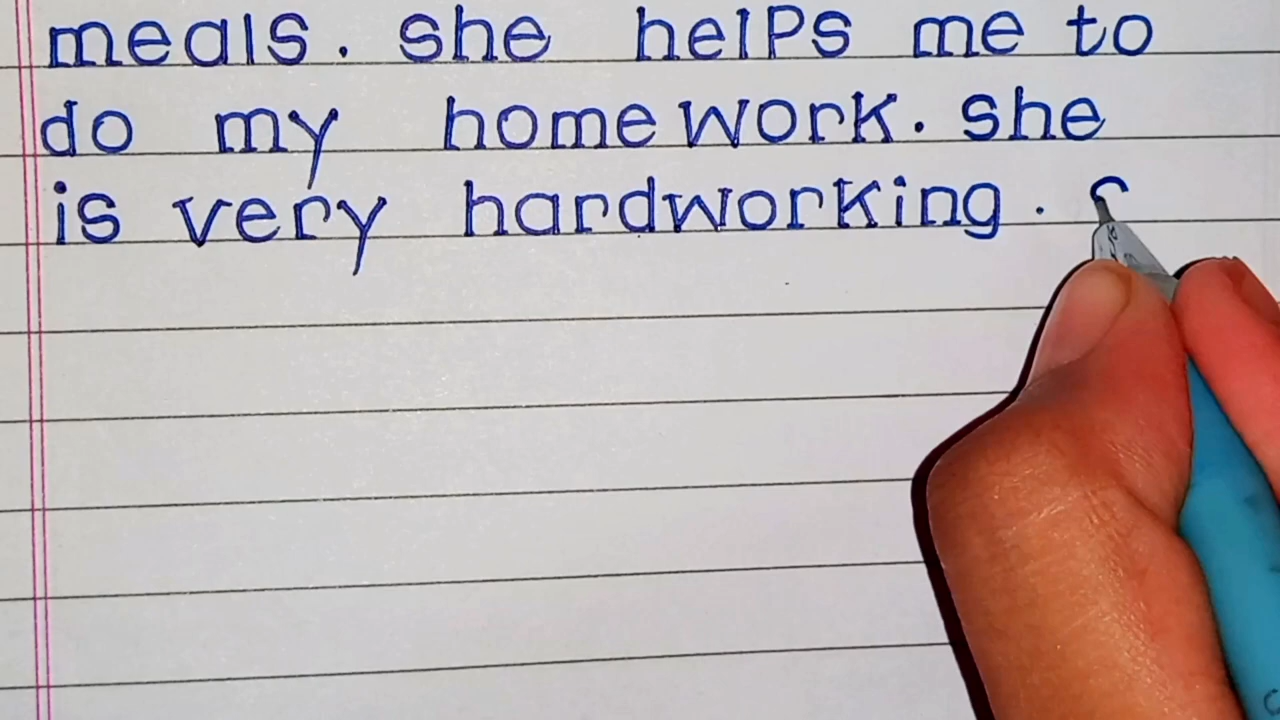 meals. she helps me to
do my homework. she
is very hardworking.